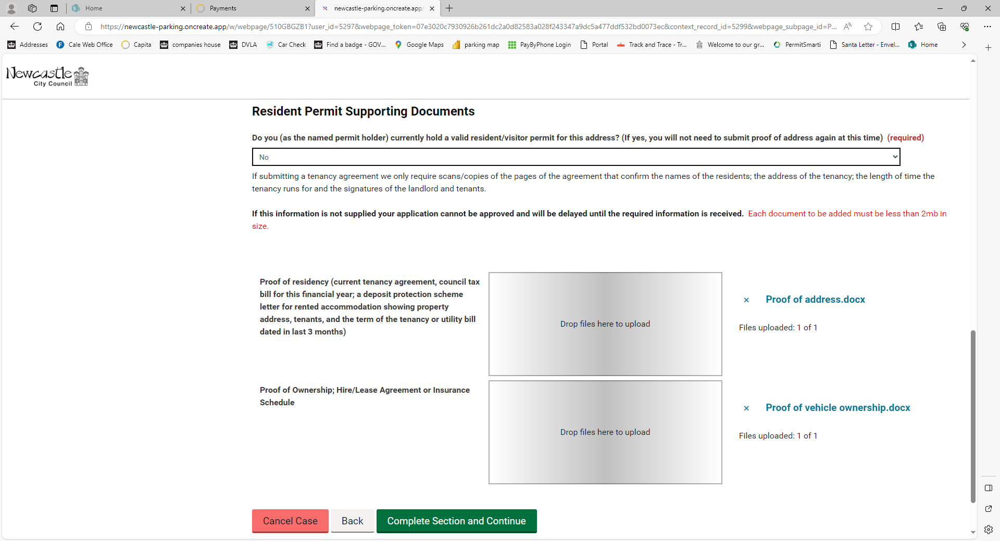 Home
Payments
newcastle-parking.oncreate.app/
https://newcastle-parking.oncreate.app/w/webpage/510GBGZB1?user_id=5297&webpage_token=07e3020c7930926b261dc2a0d82583a028f243347a9dc5a477ddf532bd0073ec&context_record_id=5299&webpage_subpage_id=P...
Addresses
Cale Web Office
Capita
companies house
DVLA
Car Check
Find a badge - GOV...
Google Maps
parking map
PayByPhone Login
Portal
Track and Trace - Tr...
Welcome to our gr...
PermitSmarti
Santa Letter - Envel...
Home
Newcastle
City Council
Resident Permit Supporting Documents
Do you (as the named permit holder) currently hold a valid resident/visitor permit for this address? (If yes, you will not need to submit proof of address again at this time) (required)
No
If submitting a tenancy agreement we only require scans/copies of the pages of the agreement that confirm the names of the residents; the address of the tenancy; the length of time the
tenancy runs for and the signatures of the landlord and tenants.
If this information is not supplied your application cannot be approved and will be delayed until the required information is received. Each document to be added must be less than 2mb in
size.
Proof of residency (current tenancy agreement, council tax
bill for this financial year; a deposit protection scheme
letter for rented accommodation showing property
address, tenants, and the term of the tenancy or utility bill
dated in last 3 months)
Drop files here to upload
Proof of address.docx
Files uploaded: 1 of 1
Proof of Ownership; Hire/Lease Agreement or Insurance
Schedule
Drop files here to upload
Proof of vehicle ownership.docx
Files uploaded: 1 of 1
Cancel Case
Back
Complete Section and Continue